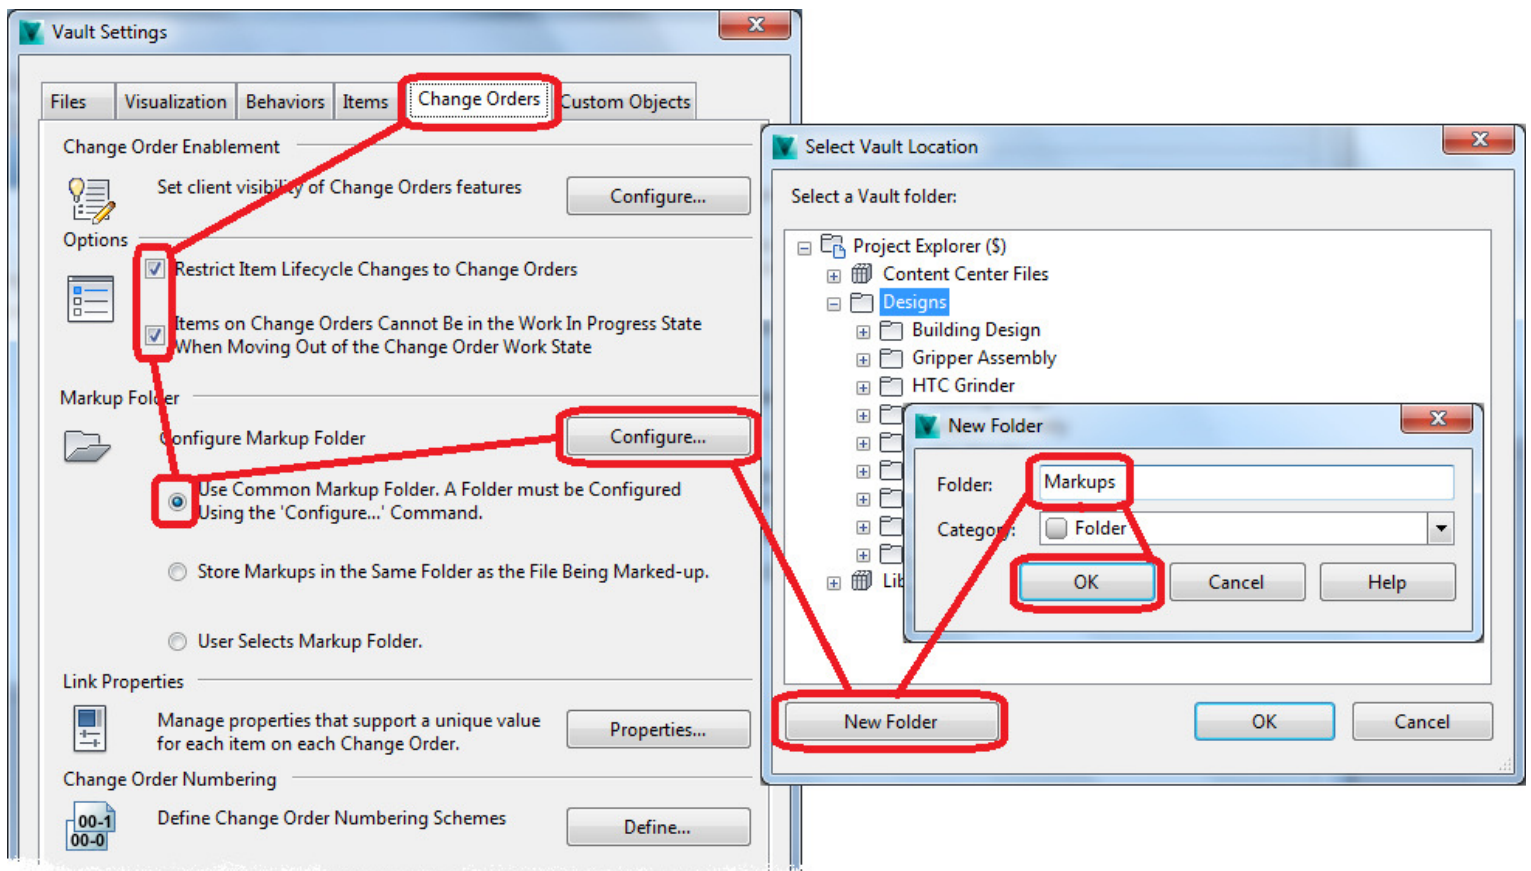 Vault Settings
Files Visualization Behaviors Items Change Orders Custom Objects
Change Order Enablement
Set client visibility of Change Orders features
Configure...
Options
Restrict Item Lifecycle Changes to Change Orders
Items on Change Orders Cannot Be in the Work In Progress State
When Moving Out of the Change Order Work State
Markup Folder
Configure Markup Folder
Configure...
Use Common Markup Folder. A Folder must be Configured
Using the 'Configure...' Command.
Store Markups in the Same Folder as the File Being Marked-up.
User Selects Markup Folder.
Link Properties
Manage properties that support a unique value
for each item on each Change Order.
Properties...
Change Order Numbering
00-1
00-0
Define Change Order Numbering Schemes
Define...
Select Vault Location
Select a Vault folder:
Project Explorer ($)
Content Center Files
Designs
Building Design
Gripper Assembly
HTC Grinder
Lib
New Folder
Folder:
Markups
Category:
Folder
OK
Cancel
Help
New Folder
OK
Cancel